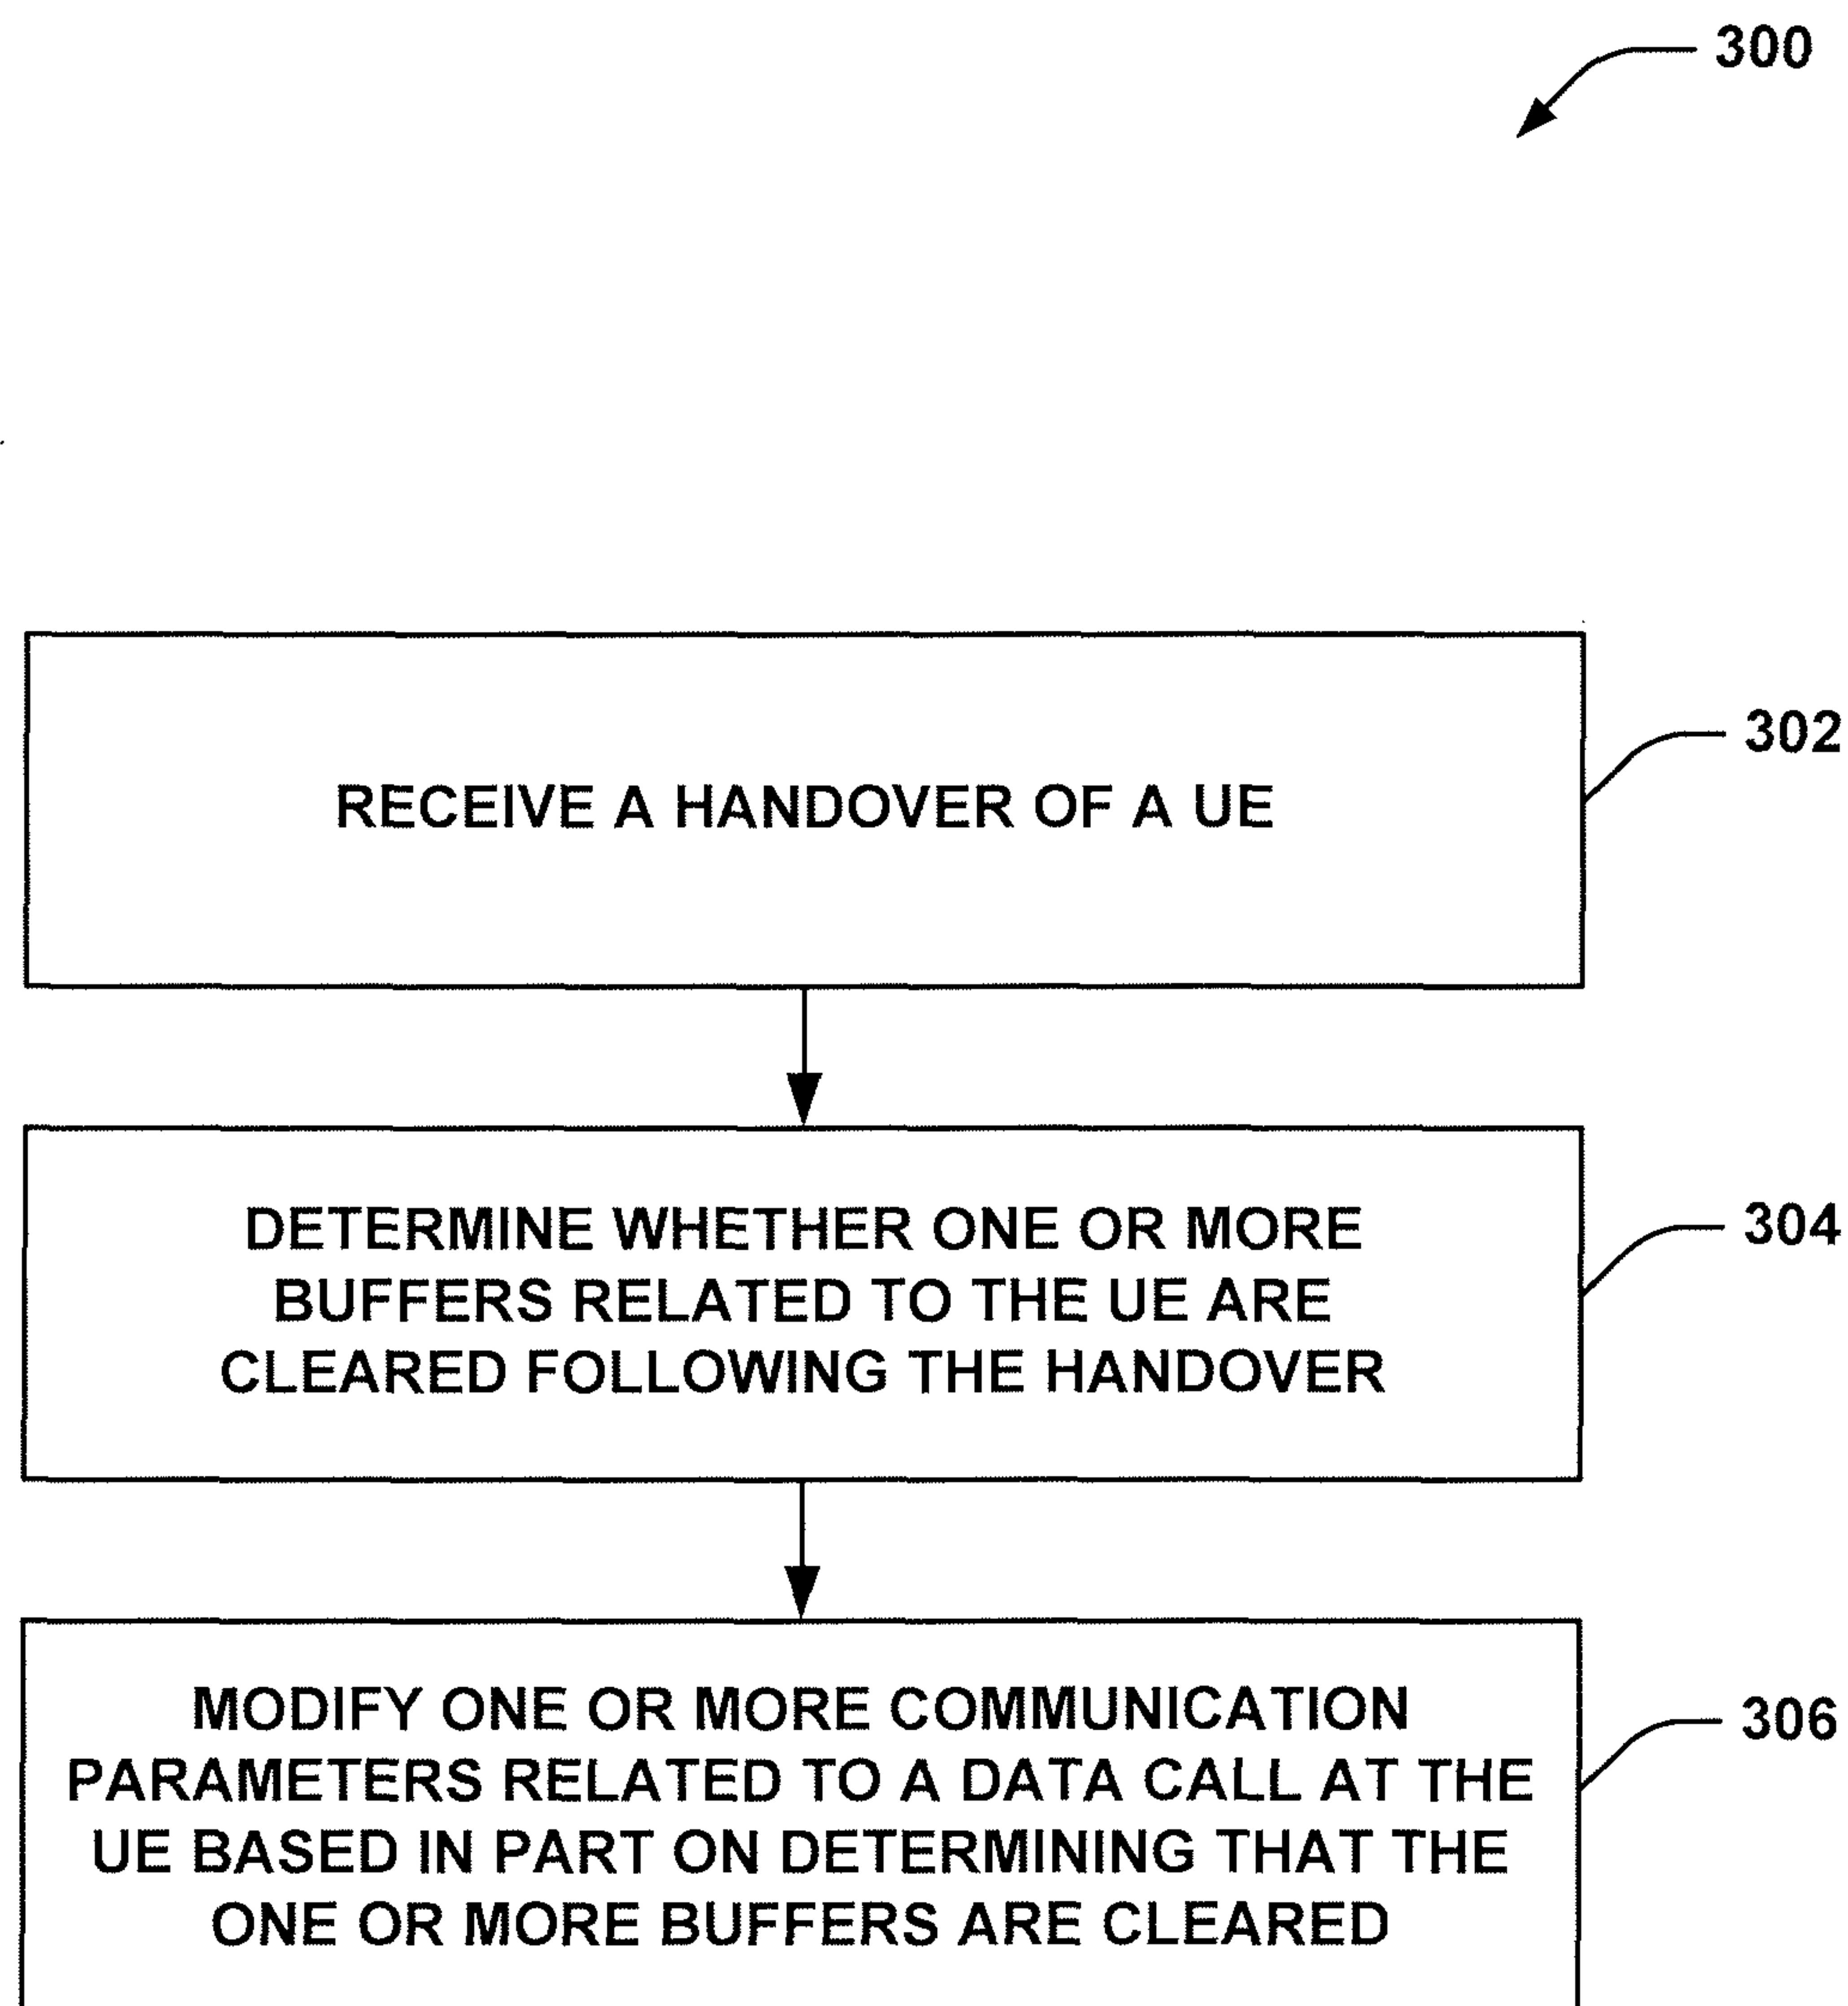 300
RECEIVE A HANDOVER OF A UE
302
DETERMINE WHETHER ONE OR MORE
BUFFERS RELATED TO THE UE ARE
CLEARED FOLLOWING THE HANDOVER
304
MODIFY ONE OR MORE COMMUNICATION
PARAMETERS RELATED TO A DATA CALL AT THE
UE BASED IN PART ON DETERMINING THAT THE
ONE OR MORE BUFFERS ARE CLEARED
306